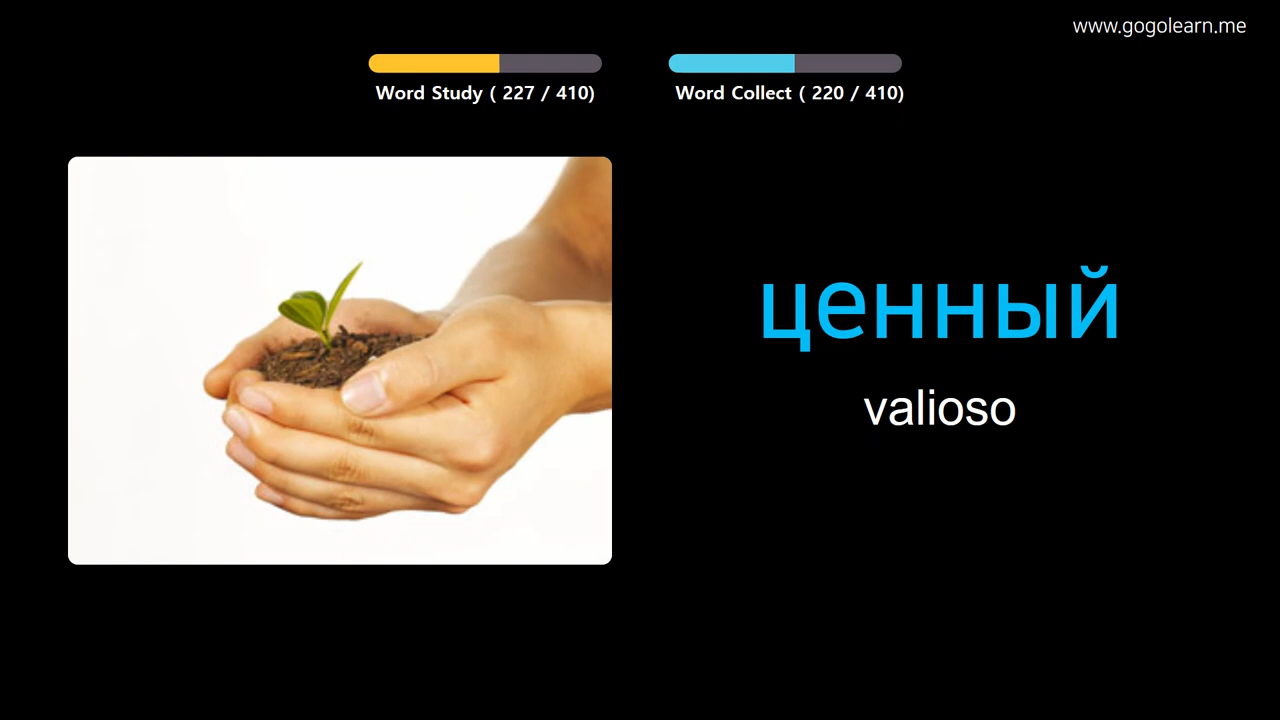 www.gogolearn.me
Word Study ( 227 / 410)
Word Collect ( 220 / 410)
ценный
valioso